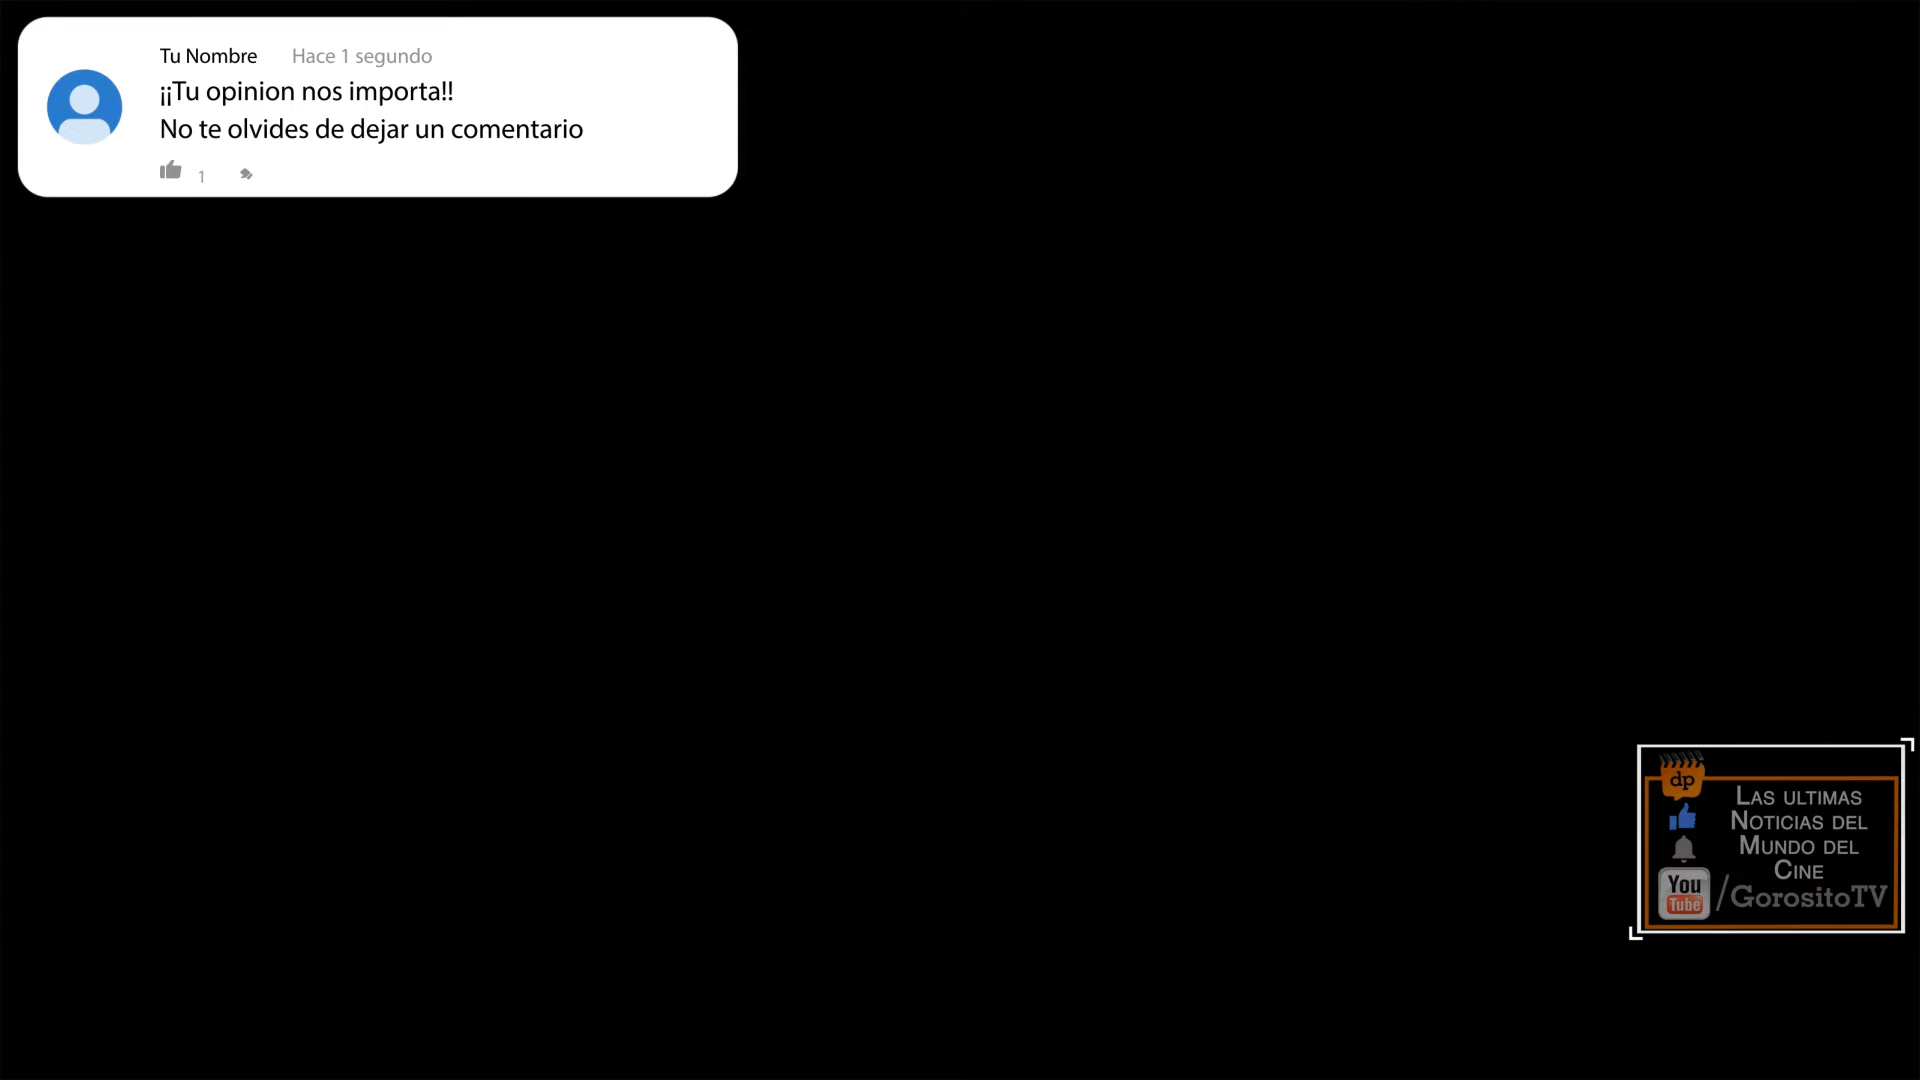 Tu Nombre Hace 1 segundo
¡¡Tu opinion nos importa!!
No te olvides de dejar un comentario
1
dp
Las ultimas
Noticias del
Mundo del
Cine
You
Tube
/GorositoTV